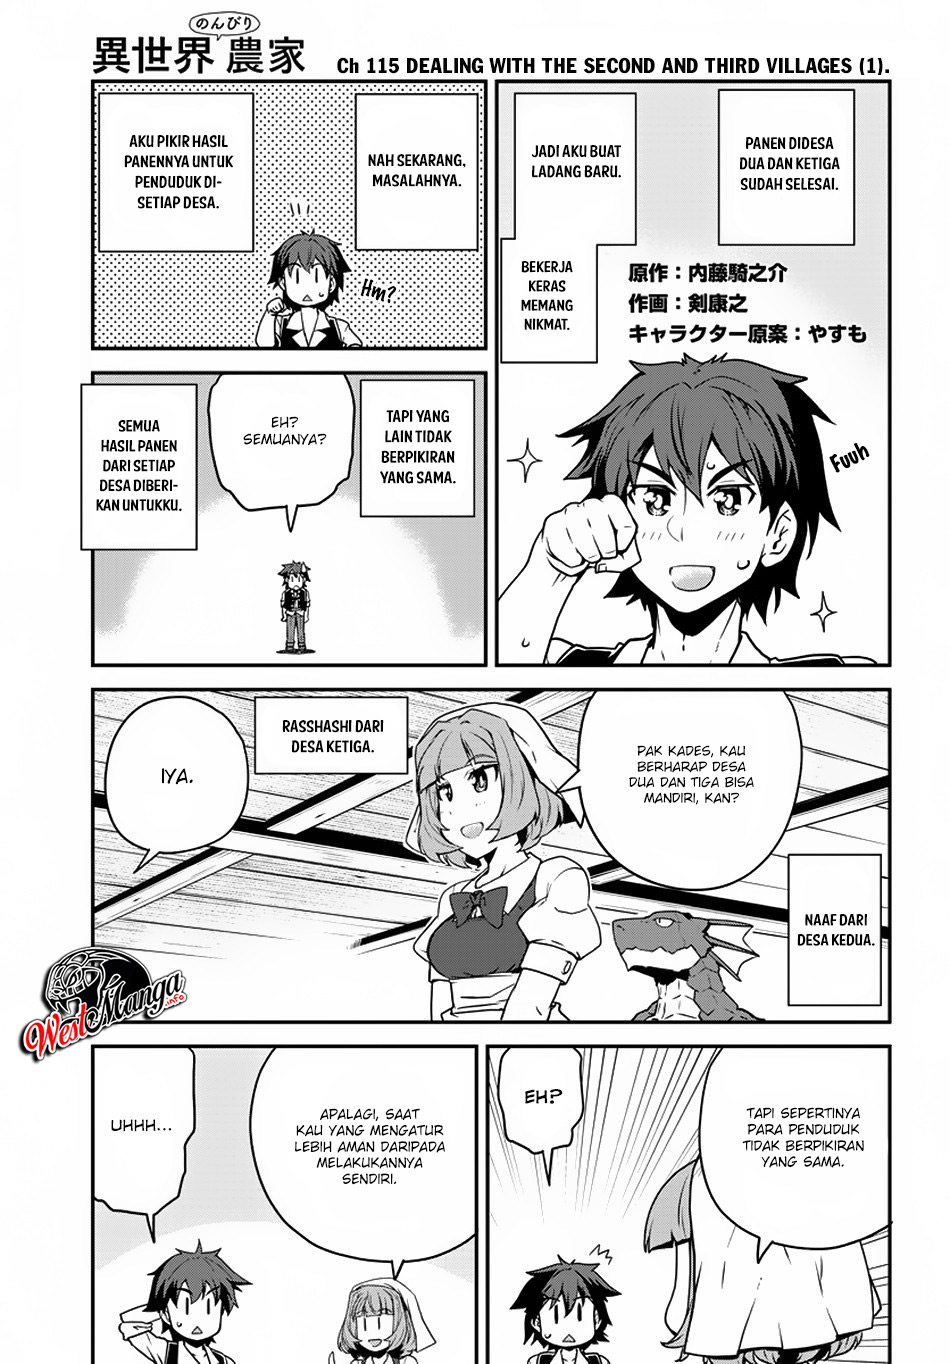 のんびり
異世界 農家
Ch 115 DEALING WITH THE SECOND AND THIRD VILLAGES (1).
PANEN DIDESA
DUA DAN KETIGA
SUDAH SELESAI.
JADI AKU BUAT
LADANG BARU.
BEKERJA
KERAS
MEMANG
NIKMAT.
原作：内藤騎之介
作画：剣康之
キャラクター原案：やすも
Fuuh
NAH SEKARANG,
MASALAHNYA.
AKU PIKIR HASIL
PANENNYA UNTUK
PENDUDUK DI-
SETIAP DESA.
Hm?
TAPI YANG
LAIN TIDAK
BERPIKIRAN
YANG SAMA.
EH?
SEMUANYA?
SEMUA
HASIL PANEN
DARI SETIAP
DESA DIBERI-
KAN UNTUKKU.
PAK KADES, KAU
BERHARAP DESA
DUA DAN TIGA BISA
MANDIRI, KAN?
RASSHASHI DARI
DESA KETIGA.
IYA.
NAAF DARI
DESA KEDUA.
WestManga.info
TAPI SEPERTINYA
PARA PENDUDUK
TIDAK BERPIKIRAN
YANG SAMA.
EH?
APALAGI, SAAT
KAU YANG MENGATUR
LEBIH AMAN DARIPADA
MELAKUKANNYA
SENDIRI.
UHHH...